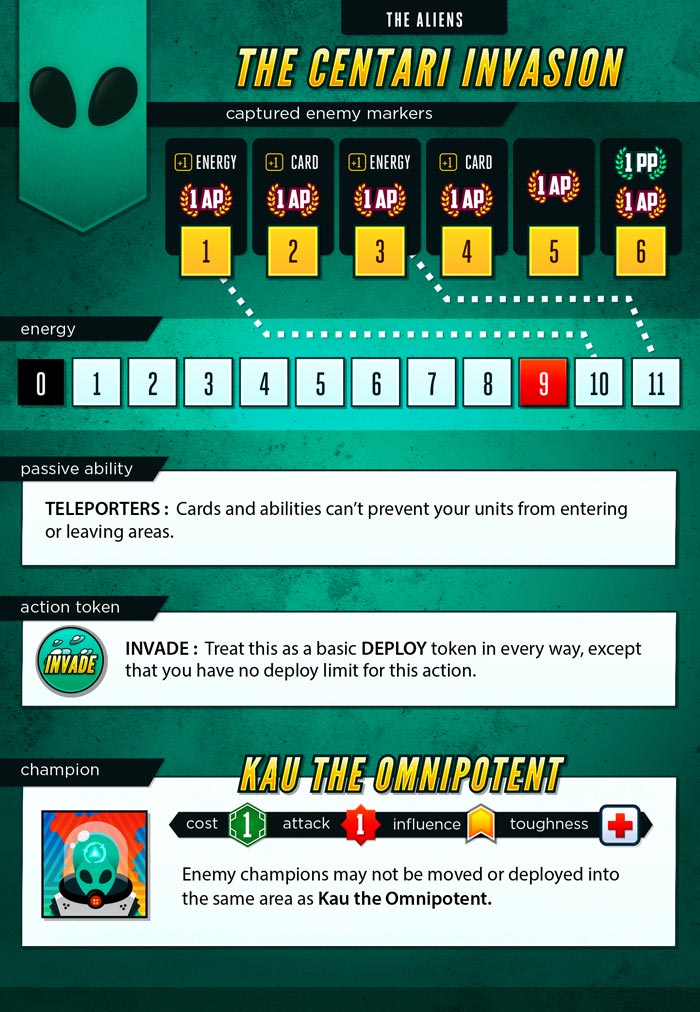 THE ALIENS
THE CENTARI INVASION
captured enemy markers
+1 ENERGY +1 CARD +1 ENERGY +1 CARD 1 PP
1 AP 1 AP 1 AP 1 AP 1 AP 1 AP
1 2 3 4 5 6
energy
0 1 2 3 4 5 6 7 8 9 10 11
passive ability
TELEPORTERS : Cards and abilities can't prevent your units from entering
or leaving areas.
action token
INVADE
INVADE : Treat this as a basic DEPLOY token in every way, except
that you have no deploy limit for this action.
champion
KAU THE OMNIPOTENT
cost 1 attack 1 influence toughness
Enemy champions may not be moved or deployed into
the same area as Kau the Omnipotent.